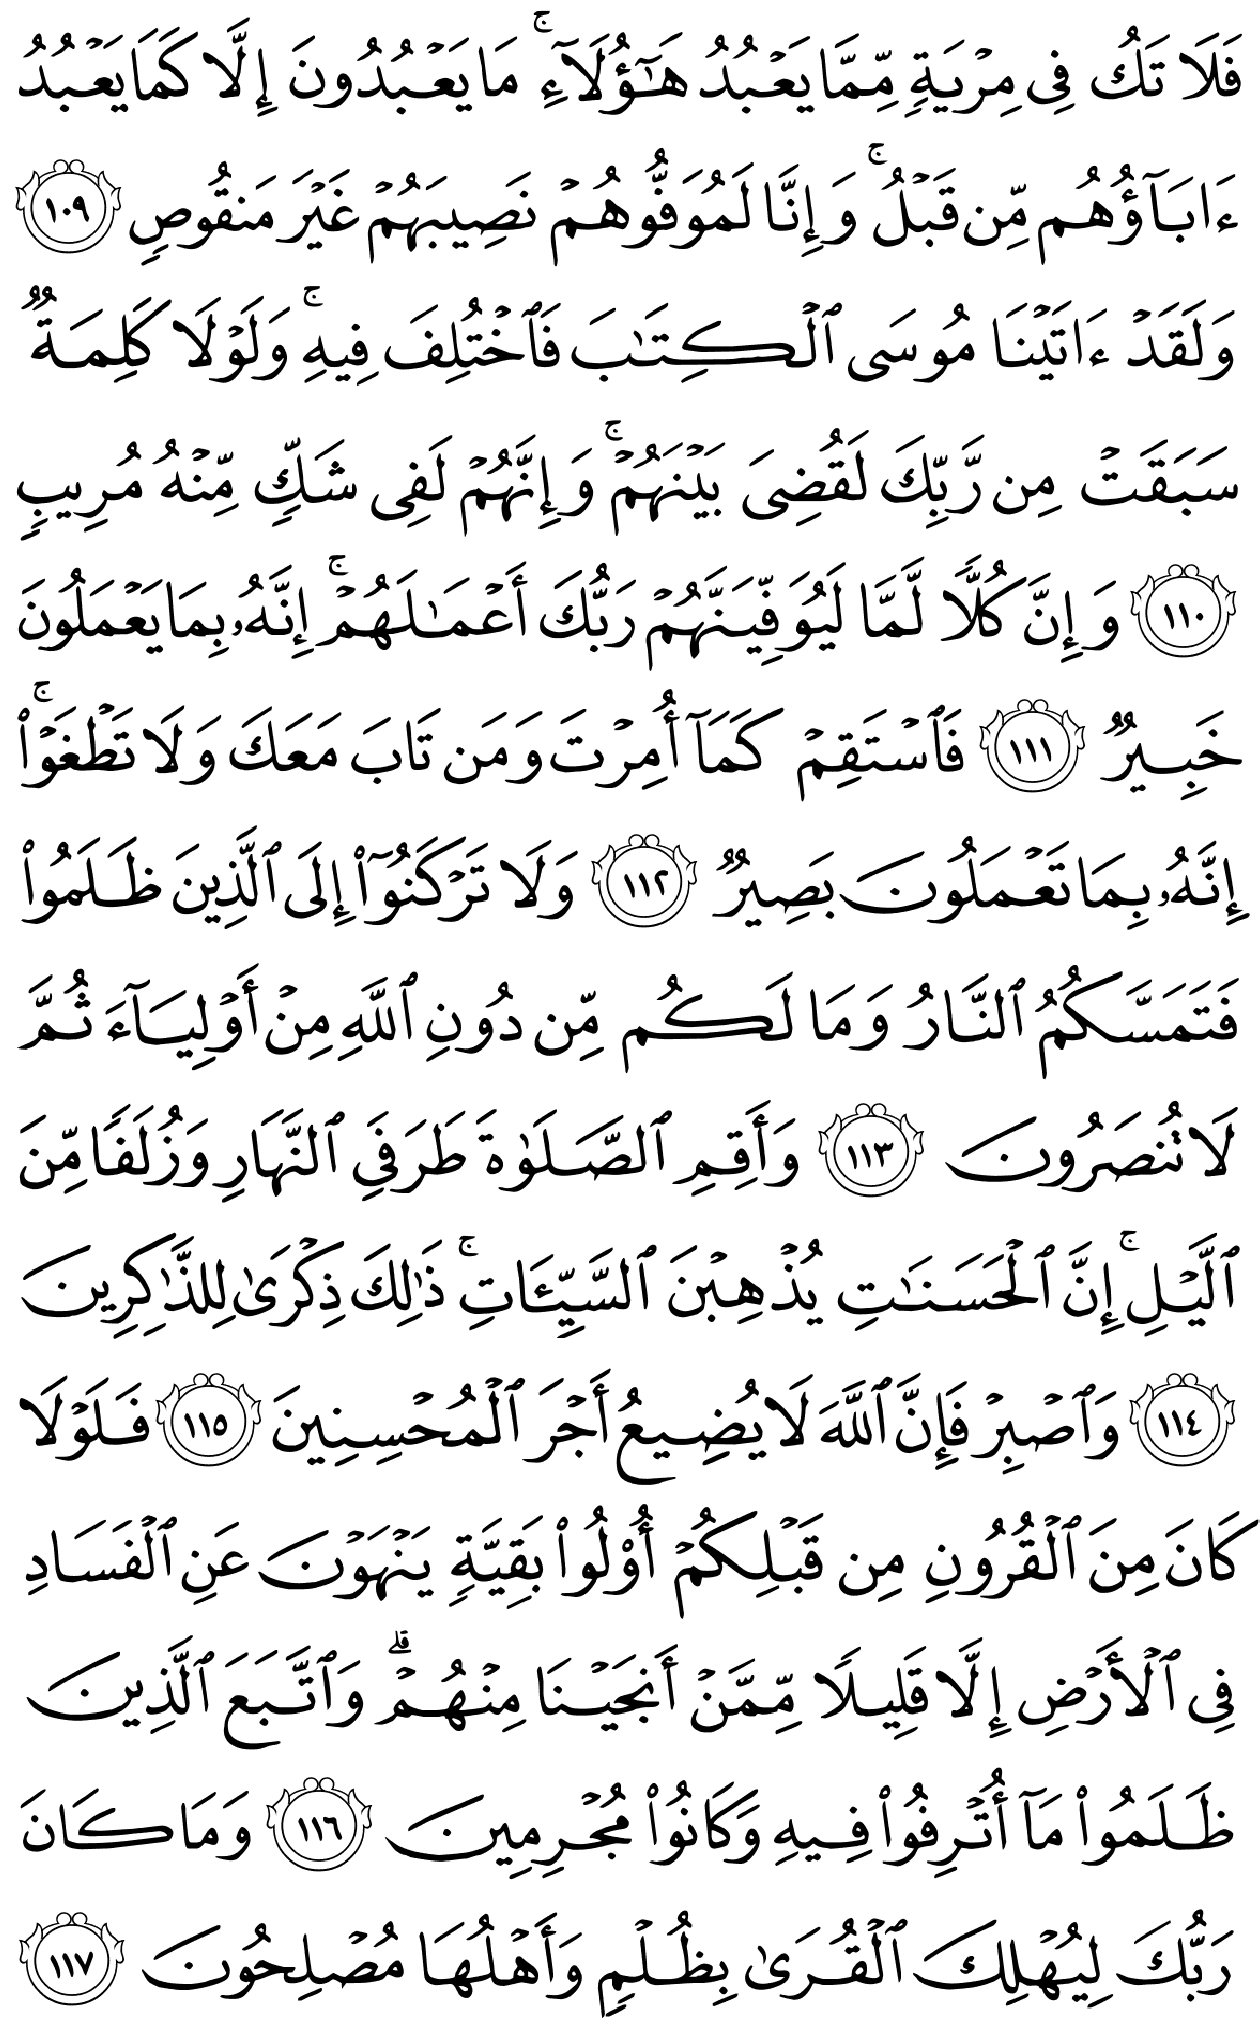 فَلَا تَكُ فِى مِرْيَةٍ مِّمَّا يَعْبُدُ هَٰٓؤُلَآءِ ۚ مَا يَعْبُدُونَ إِلَّا كَمَا يَعْبُدُ
ءَابَآؤُهُم مِّن قَبْلُ ۚ وَإِنَّا لَمُوَفُّوهُمْ نَصِيبَهُمْ غَيْرَ مَنقُوصٍ ١٠٩
وَلَقَدْ ءَاتَيْنَا مُوسَى ٱلْكِتَٰبَ فَٱخْتُلِفَ فِيهِ ۚ وَلَوْلَا كَلِمَةٌ
سَبَقَتْ مِن رَّبِّكَ لَقُضِىَ بَيْنَهُمْ ۚ وَإِنَّهُمْ لَفِى شَكٍّ مِّنْهُ مُرِيبٍ
١١٠ وَإِنَّ كُلًّا لَّمَّا لَيُوَفِّيَنَّهُمْ رَبُّكَ أَعْمَٰلَهُمْ ۚ إِنَّهُۥ بِمَا يَعْمَلُونَ
خَبِيرٌ ١١١ فَٱسْتَقِمْ كَمَآ أُمِرْتَ وَمَن تَابَ مَعَكَ وَلَا تَطْغَوْا۟ ۚ
إِنَّهُۥ بِمَا تَعْمَلُونَ بَصِيرٌ ١١٢ وَلَا تَرْكَنُوٓا۟ إِلَى ٱلَّذِينَ ظَلَمُوا۟
فَتَمَسَّكُمُ ٱلنَّارُ وَمَا لَكُم مِّن دُونِ ٱللَّهِ مِنْ أَوْلِيَآءَ ثُمَّ
لَا تُنصَرُونَ ١١٣ وَأَقِمِ ٱلصَّلَوٰةَ طَرَفَىِ ٱلنَّهَارِ وَزُلَفًا مِّنَ
ٱلَّيْلِ ۚ إِنَّ ٱلْحَسَنَٰتِ يُذْهِبْنَ ٱلسَّيِّـَٔاتِ ۚ ذَٰلِكَ ذِكْرَىٰ لِلذَّٰكِرِينَ
١١٤ وَٱصْبِرْ فَإِنَّ ٱللَّهَ لَا يُضِيعُ أَجْرَ ٱلْمُحْسِنِينَ ١١٥ فَلَوْلَا
كَانَ مِنَ ٱلْقُرُونِ مِن قَبْلِكُمْ أُو۟لُوا۟ بَقِيَّةٍ يَنْهَوْنَ عَنِ ٱلْفَسَادِ
فِى ٱلْأَرْضِ إِلَّا قَلِيلًا مِّمَّنْ أَنجَيْنَا مِنْهُمْ ۗ وَٱتَّبَعَ ٱلَّذِينَ
ظَلَمُوا۟ مَآ أُتْرِفُوا۟ فِيهِ وَكَانُوا۟ مُجْرِمِينَ ١١٦ وَمَا كَانَ
رَبُّكَ لِيُهْلِكَ ٱلْقُرَىٰ بِظُلْمٍ وَأَهْلُهَا مُصْلِحُونَ ١١٧